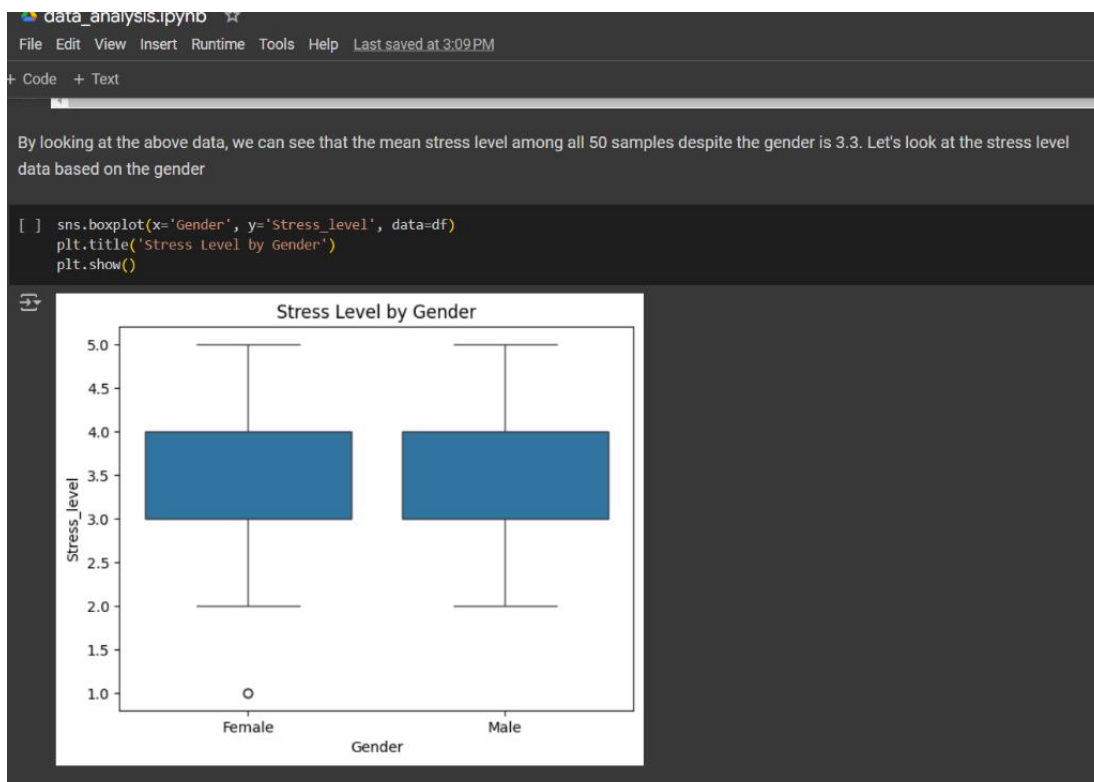 data_analysis.ipynb
File Edit View Insert Runtime Tools Help Last saved at 3:09 PM
+ Code + Text
By looking at the above data, we can see that the mean stress level among all 50 samples despite the gender is 3.3. Let's look at the stress level
data based on the gender
[ ] sns.boxplot(x='Gender', y='Stress_level', data=df)
plt.title('Stress Level by Gender')
plt.show()
Stress Level by Gender
5.0
4.5
4.0
3.5
3.0
2.5
2.0
1.5
1.0
Stress_level
Female Male
Gender